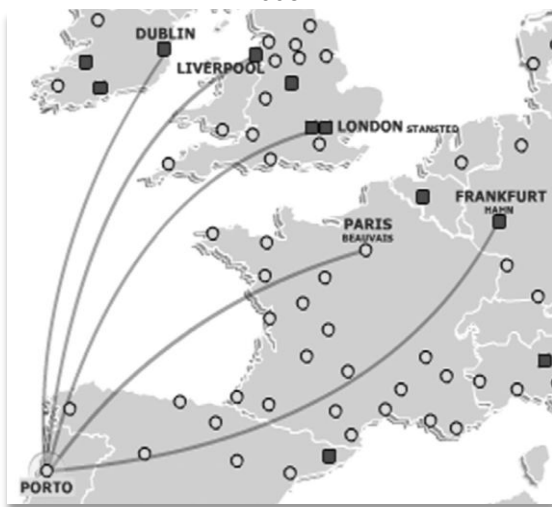 DUBLIN
LIVERPOOL
LONDON STANSTED
FRANKFURT
HAHN
PARIS
BEAUVAIS
PORTO